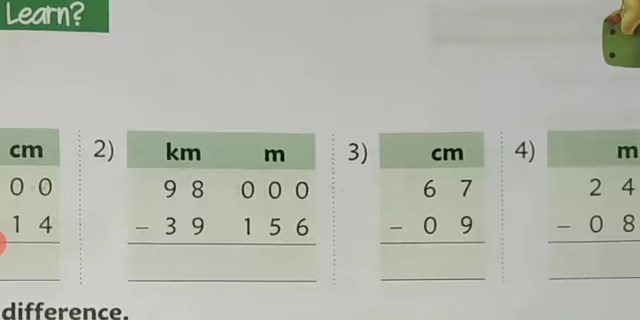 Learn?
cm 2) km m 3) cm 4) m
0 0 9 8 0 0 0 6 7 2 4
1 4 – 3 9 1 5 6 – 0 9 – 0 8
difference.